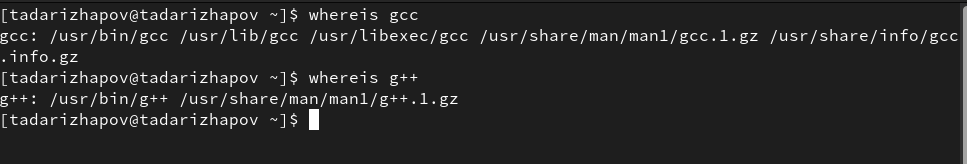 [tadarizhapov@tadarizhapov ~]$ whereis gcc
gcc: /usr/bin/gcc /usr/lib/gcc /usr/libexec/gcc /usr/share/man/man1/gcc.1.gz /usr/share/info/gcc
.info.gz
[tadarizhapov@tadarizhapov ~]$ whereis g++
g++: /usr/bin/g++ /usr/share/man/man1/g++.1.gz
[tadarizhapov@tadarizhapov ~]$